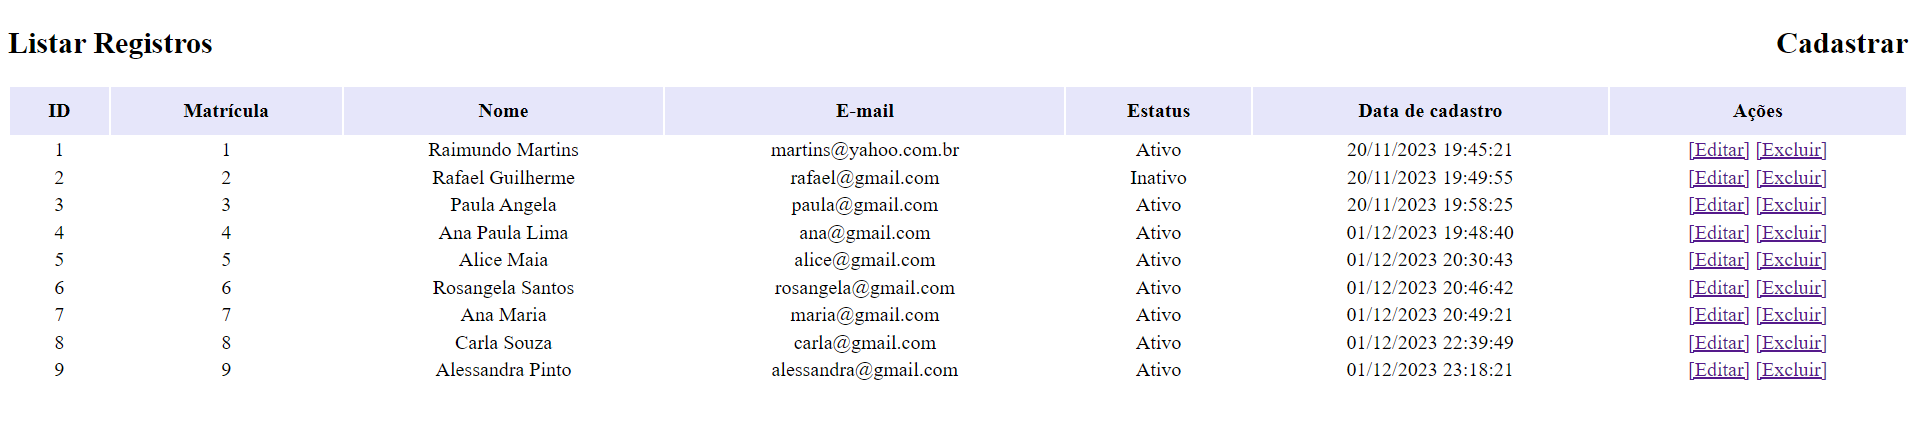 Listar Registros Cadastrar
ID Matrícula Nome E-mail Estatus Data de cadastro Ações
1 1 Raimundo Martins martins@yahoo.com.br Ativo 20/11/2023 19:45:21 [Editar] [Excluir]
2 2 Rafael Guilherme rafael@gmail.com Inativo 20/11/2023 19:49:55 [Editar] [Excluir]
3 3 Paula Angela paula@gmail.com Ativo 20/11/2023 19:58:25 [Editar] [Excluir]
4 4 Ana Paula Lima ana@gmail.com Ativo 01/12/2023 19:48:40 [Editar] [Excluir]
5 5 Alice Maia alice@gmail.com Ativo 01/12/2023 20:30:43 [Editar] [Excluir]
6 6 Rosangela Santos rosangela@gmail.com Ativo 01/12/2023 20:46:42 [Editar] [Excluir]
7 7 Ana Maria maria@gmail.com Ativo 01/12/2023 20:49:21 [Editar] [Excluir]
8 8 Carla Souza carla@gmail.com Ativo 01/12/2023 22:39:49 [Editar] [Excluir]
9 9 Alessandra Pinto alessandra@gmail.com Ativo 01/12/2023 23:18:21 [Editar] [Excluir]